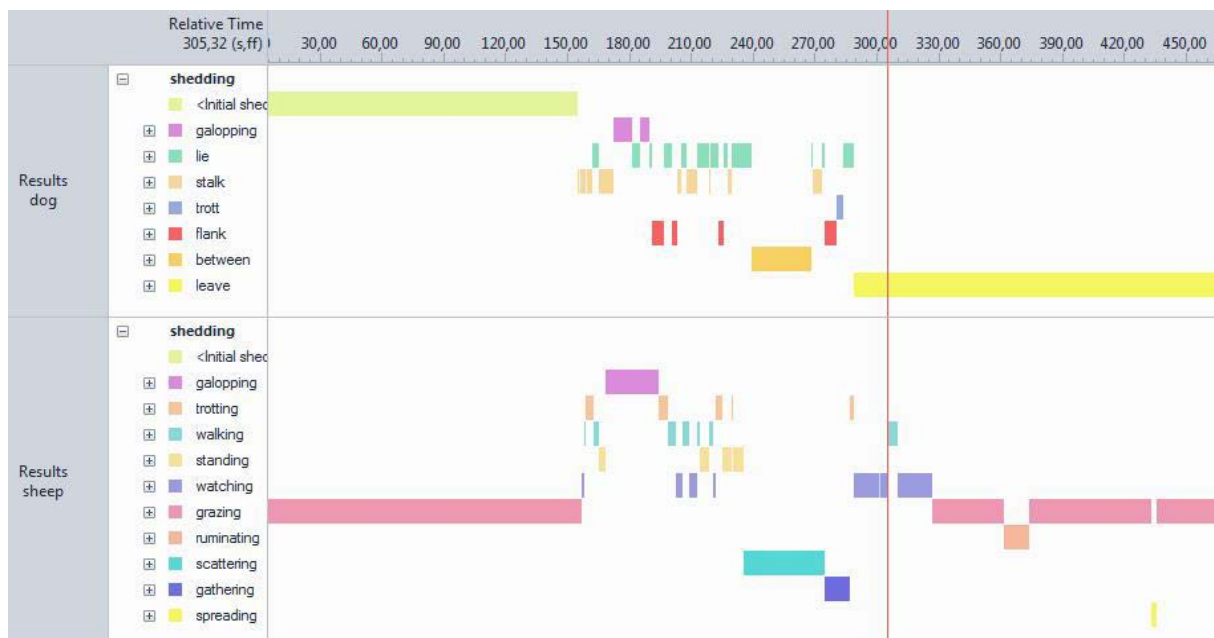 Relative Time
305,32 (s,ff) 30,00 60,00 90,00 120,00 150,00 180,00 210,00 240,00 270,00 300,00 330,00 360,00 390,00 420,00 450,00
Results
dog
shedding
<Initial shed
galopping
lie
stalk
trott
flank
between
leave
Results
sheep
shedding
<Initial shed
galopping
trotting
walking
standing
watching
grazing
ruminating
scattering
gathering
spreading